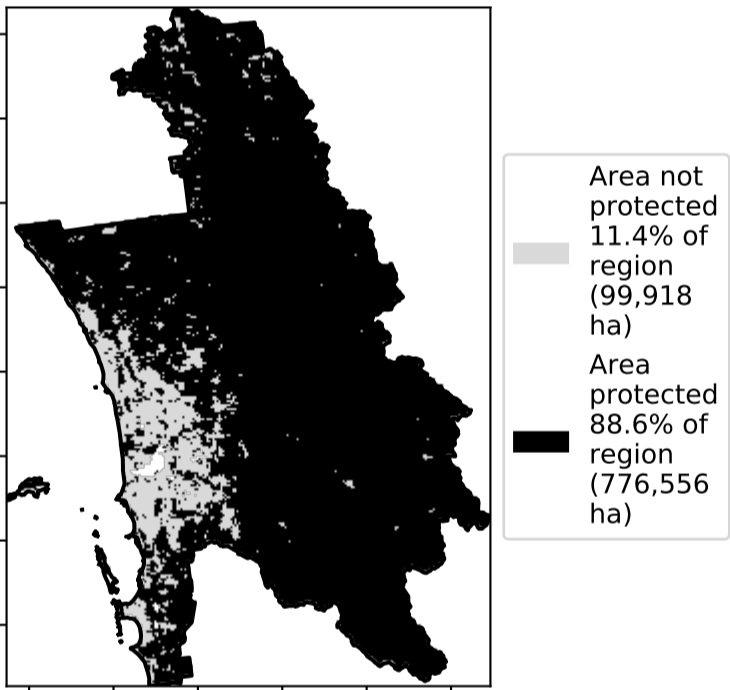 Area not
protected
11.4% of
region
(99,918
ha)
Area
protected
88.6% of
region
(776,556
ha)